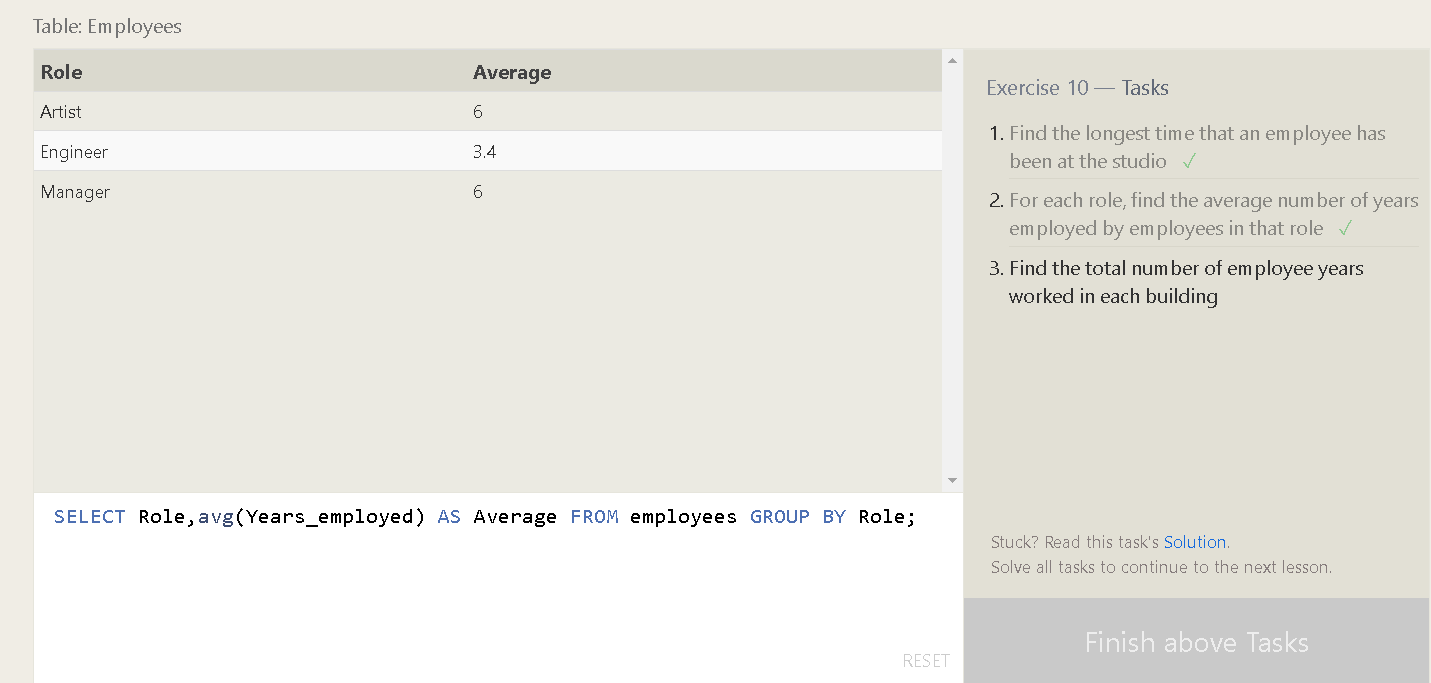 Table: Employees
Role Average
Artist 6
Engineer 3.4
Manager 6
SELECT Role,avg(Years_employed) AS Average FROM employees GROUP BY Role;
RESET
Exercise 10 — Tasks
1. Find the longest time that an employee has
been at the studio ✓
2. For each role, find the average number of years
employed by employees in that role ✓
3. Find the total number of employee years
worked in each building
Stuck? Read this task's Solution.
Solve all tasks to continue to the next lesson.
Finish above Tasks